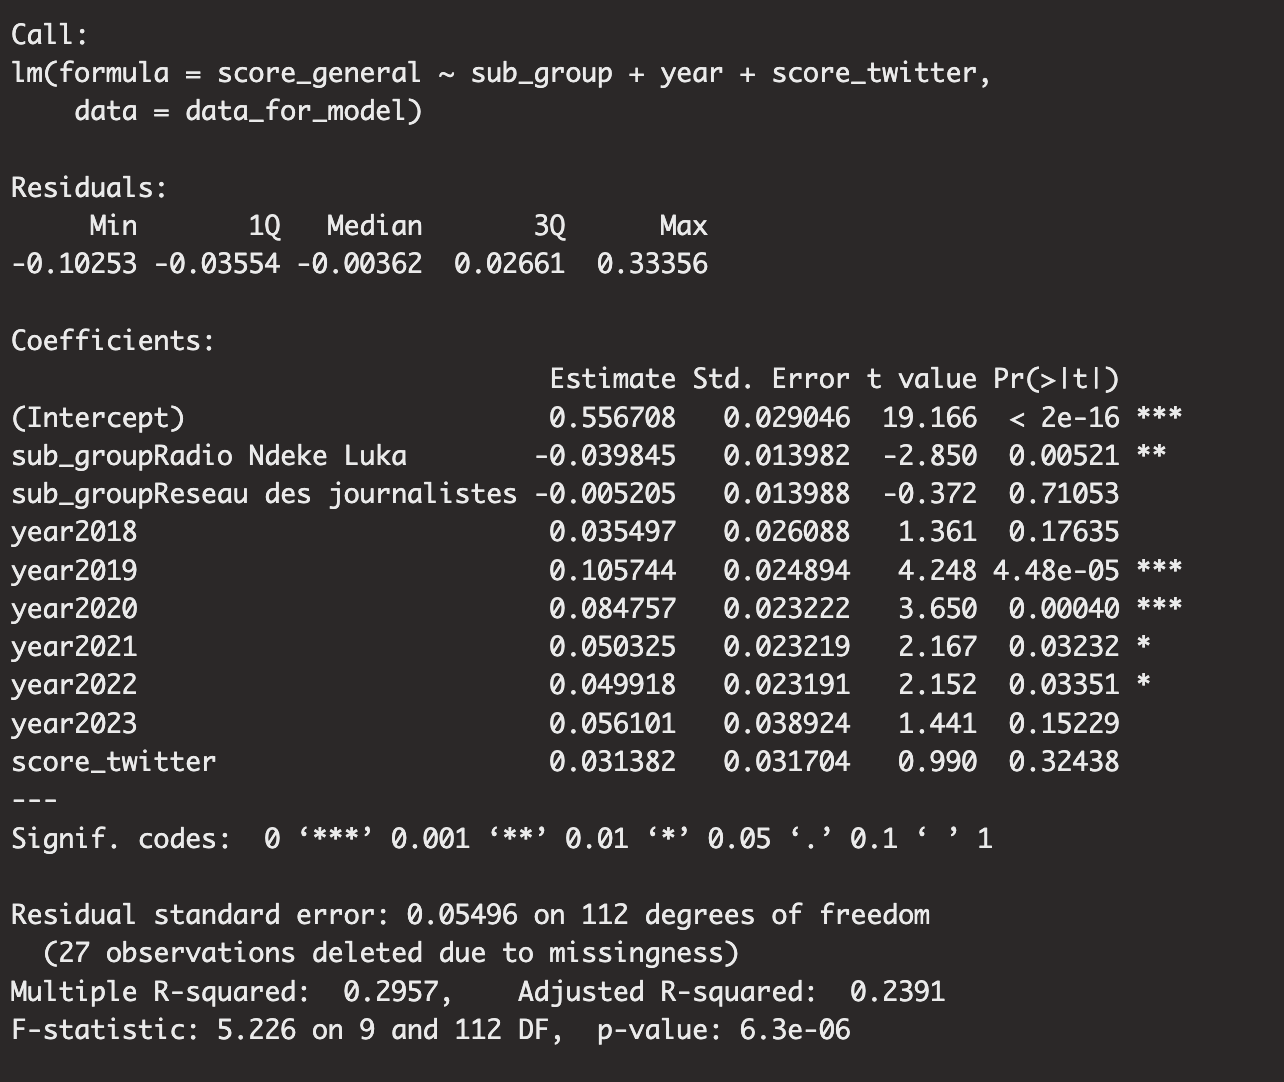 Call:
lm(formula = score_general ~ sub_group + year + score_twitter,
    data = data_for_model)

Residuals:
     Min       1Q   Median       3Q      Max
-0.10253 -0.03554 -0.00362  0.02661  0.33356

Coefficients:
                                  Estimate Std. Error t value Pr(>|t|)
(Intercept)                       0.556708   0.029046  19.166  < 2e-16 ***
sub_groupRadio Ndeke Luka        -0.039845   0.013982  -2.850  0.00521 **
sub_groupReseau des journalistes -0.005205   0.013988  -0.372  0.71053
year2018                          0.035497   0.026088   1.361  0.17635
year2019                          0.105744   0.024894   4.248 4.48e-05 ***
year2020                          0.084757   0.023222   3.650  0.00040 ***
year2021                          0.050325   0.023219   2.167  0.03232 *
year2022                          0.049918   0.023191   2.152  0.03351 *
year2023                          0.056101   0.038924   1.441  0.15229
score_twitter                     0.031382   0.031704   0.990  0.32438
---
Signif. codes:  0 ‘***’ 0.001 ‘**’ 0.01 ‘*’ 0.05 ‘.’ 0.1 ‘ ’ 1

Residual standard error: 0.05496 on 112 degrees of freedom
  (27 observations deleted due to missingness)
Multiple R-squared:  0.2957,    Adjusted R-squared:  0.2391
F-statistic: 5.226 on 9 and 112 DF,  p-value: 6.3e-06